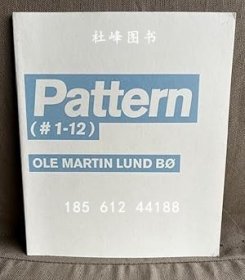 杜峰图书
Pattern
(#1-12)
OLE MARTIN LUND BØ
185 612 44188